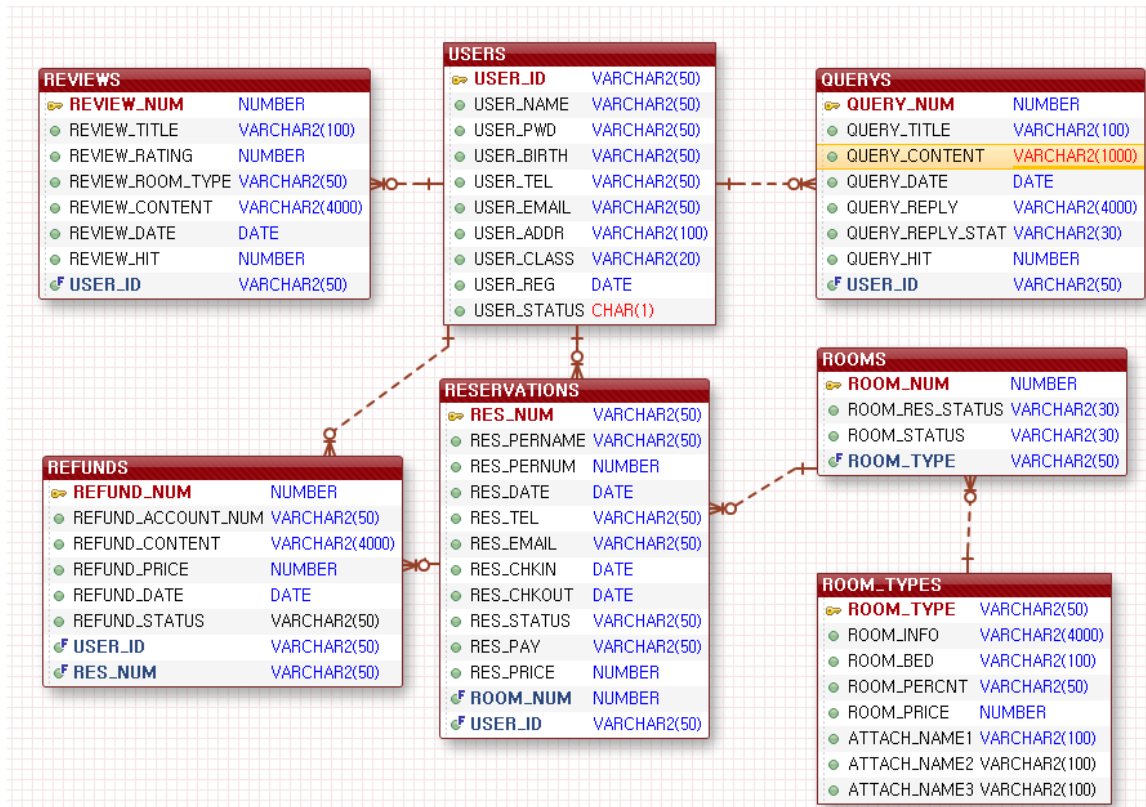 USERS
USER_ID VARCHAR2(50)
USER_NAME VARCHAR2(50)
USER_PWD VARCHAR2(50)
USER_BIRTH VARCHAR2(50)
USER_TEL VARCHAR2(50)
USER_EMAIL VARCHAR2(50)
USER_ADDR VARCHAR2(100)
USER_CLASS VARCHAR2(20)
USER_REG DATE
USER_STATUS CHAR(1)
REVIEWS
REVIEW_NUM NUMBER
REVIEW_TITLE VARCHAR2(100)
REVIEW_RATING NUMBER
REVIEW_ROOM_TYPE VARCHAR2(50)
REVIEW_CONTENT VARCHAR2(4000)
REVIEW_DATE DATE
REVIEW_HIT NUMBER
USER_ID VARCHAR2(50)
QUERYS
QUERY_NUM NUMBER
QUERY_TITLE VARCHAR2(100)
QUERY_CONTENT VARCHAR2(1000)
QUERY_DATE DATE
QUERY_REPLY VARCHAR2(4000)
QUERY_REPLY_STAT VARCHAR2(30)
QUERY_HIT NUMBER
USER_ID VARCHAR2(50)
ROOMS
ROOM_NUM NUMBER
ROOM_RES_STATUS VARCHAR2(30)
ROOM_STATUS VARCHAR2(30)
ROOM_TYPE VARCHAR2(50)
RESERVATIONS
RES_NUM VARCHAR2(50)
RES_PERNAME VARCHAR2(50)
RES_PERNUM NUMBER
RES_DATE DATE
RES_TEL VARCHAR2(50)
RES_EMAIL VARCHAR2(50)
RES_CHKIN DATE
RES_CHKOUT DATE
RES_STATUS VARCHAR2(50)
RES_PAY VARCHAR2(50)
RES_PRICE NUMBER
ROOM_NUM NUMBER
USER_ID VARCHAR2(50)
REFUNDS
REFUND_NUM NUMBER
REFUND_ACCOUNT_NUM VARCHAR2(50)
REFUND_CONTENT VARCHAR2(4000)
REFUND_PRICE NUMBER
REFUND_DATE DATE
REFUND_STATUS VARCHAR2(50)
USER_ID VARCHAR2(50)
RES_NUM VARCHAR2(50)
ROOM_TYPES
ROOM_TYPE VARCHAR2(50)
ROOM_INFO VARCHAR2(4000)
ROOM_BED VARCHAR2(100)
ROOM_PERCNT VARCHAR2(50)
ROOM_PRICE NUMBER
ATTACH_NAME1 VARCHAR2(100)
ATTACH_NAME2 VARCHAR2(100)
ATTACH_NAME3 VARCHAR2(100)